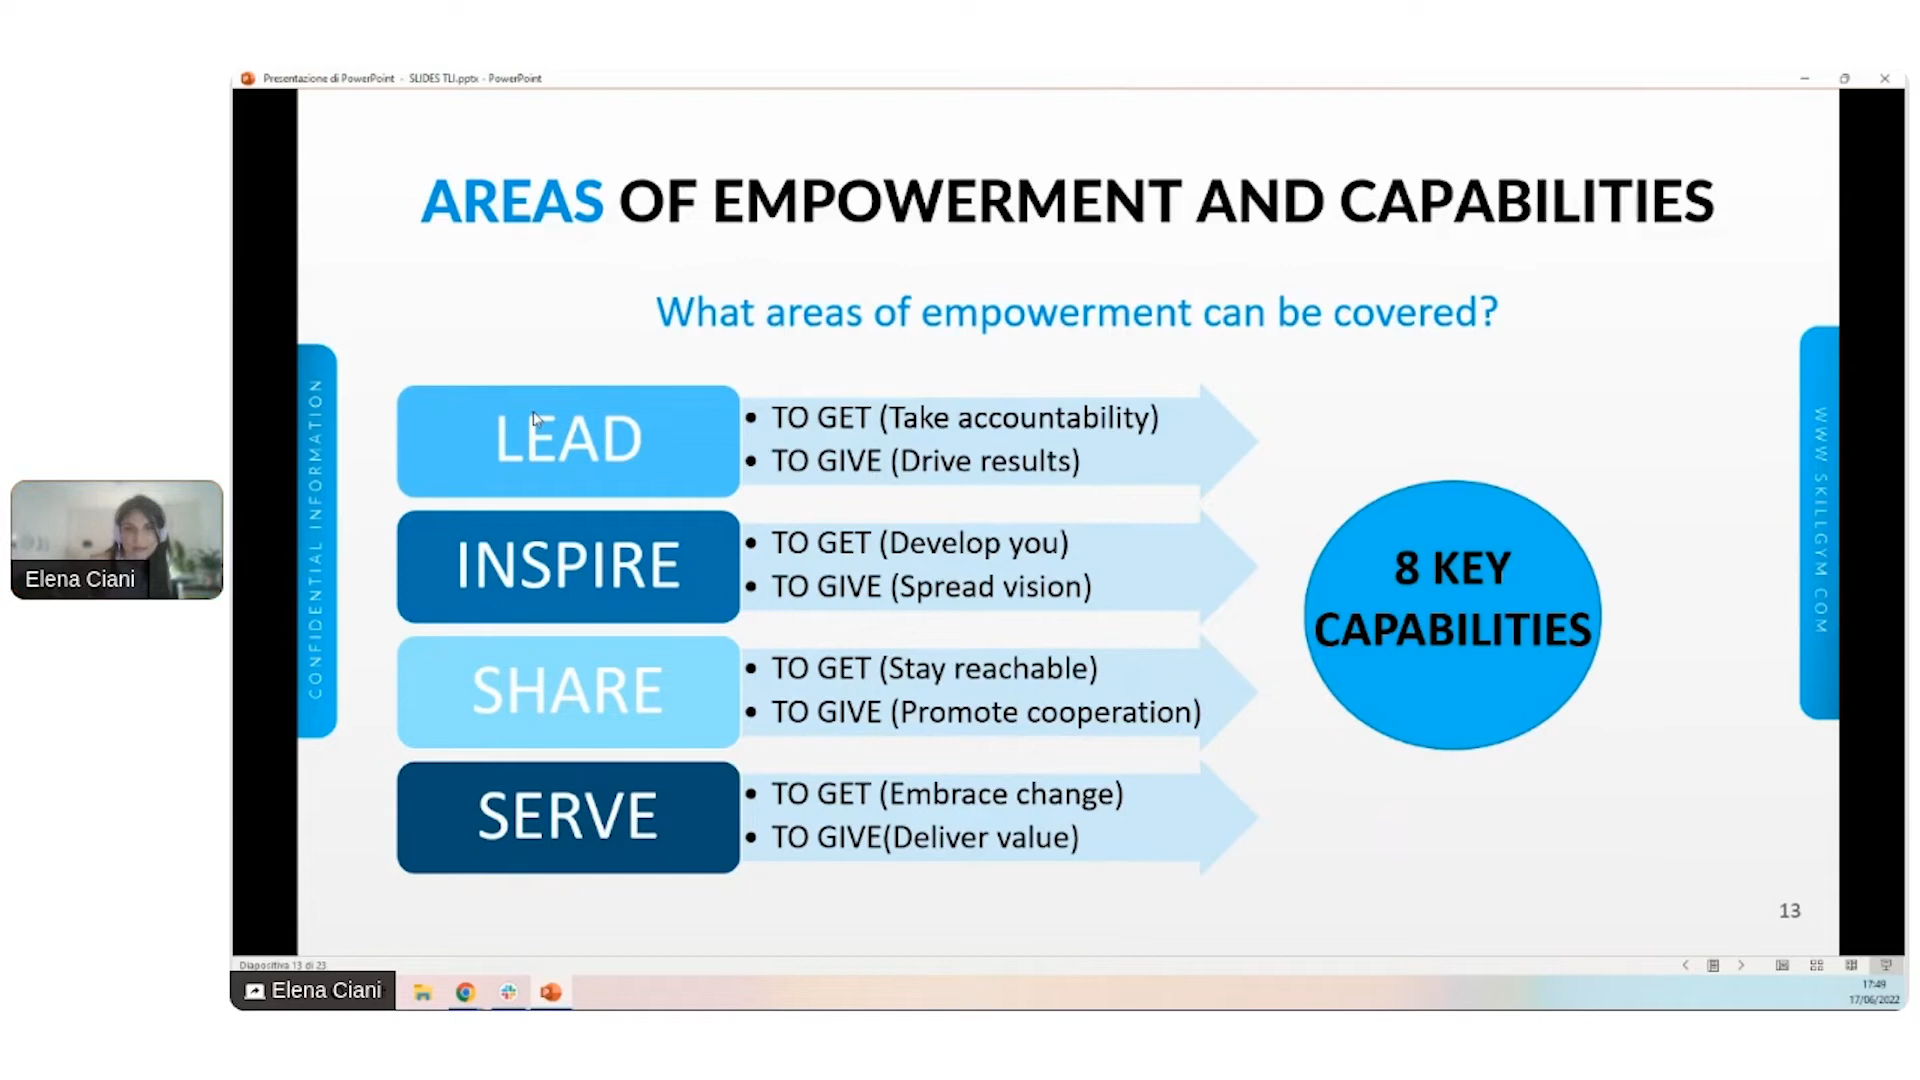 Presentazione di PowerPoint - SLIDES TLI.pptx - PowerPoint
AREAS OF EMPOWERMENT AND CAPABILITIES
What areas of empowerment can be covered?
CONFIDENTIAL INFORMATION
LEAD
• TO GET (Take accountability)
• TO GIVE (Drive results)
INSPIRE
• TO GET (Develop you)
• TO GIVE (Spread vision)
SHARE
• TO GET (Stay reachable)
• TO GIVE (Promote cooperation)
SERVE
• TO GET (Embrace change)
• TO GIVE(Deliver value)
8 KEY
CAPABILITIES
WWW.SKILLGYM.COM
13
Elena Ciani
Diapositiva 13 di 23
Elena Ciani
17:49
17/06/2022